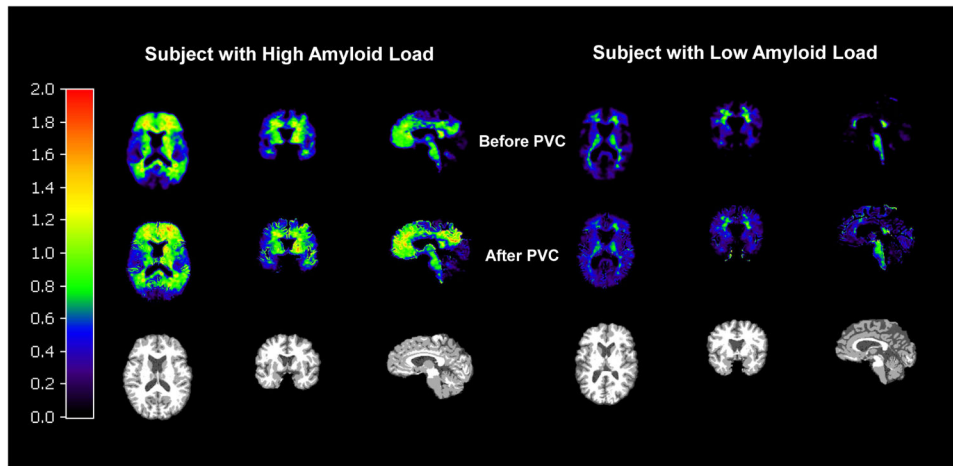 Subject with High Amyloid Load
Subject with Low Amyloid Load
2.0
1.8
1.6
1.4
1.2
1.0
0.8
0.6
0.4
0.2
0.0
Before PVC
After PVC